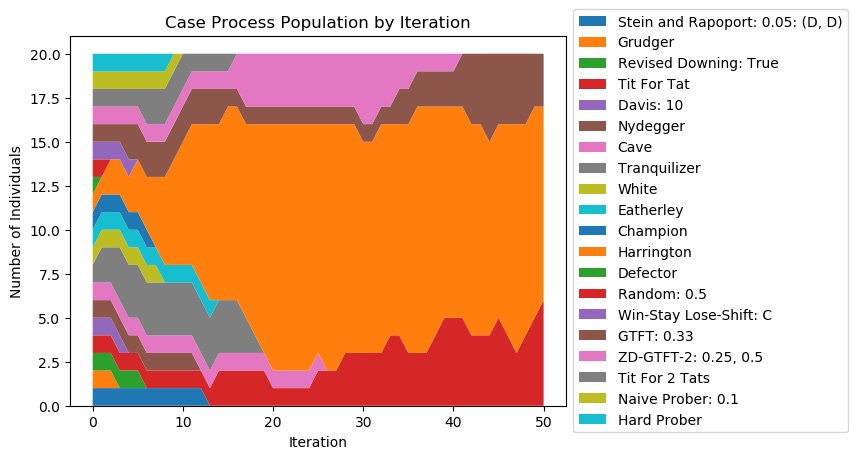 Case Process Population by Iteration
20.0
17.5
15.0
12.5
10.0
7.5
5.0
2.5
0.0
Number of Individuals
0 10 20 30 40 50
Iteration
Stein and Rapoport: 0.05: (D, D)
Grudger
Revised Downing: True
Tit For Tat
Davis: 10
Nydegger
Cave
Tranquilizer
White
Eatherley
Champion
Harrington
Defector
Random: 0.5
Win-Stay Lose-Shift: C
GTFT: 0.33
ZD-GTFT-2: 0.25, 0.5
Tit For 2 Tats
Naive Prober: 0.1
Hard Prober